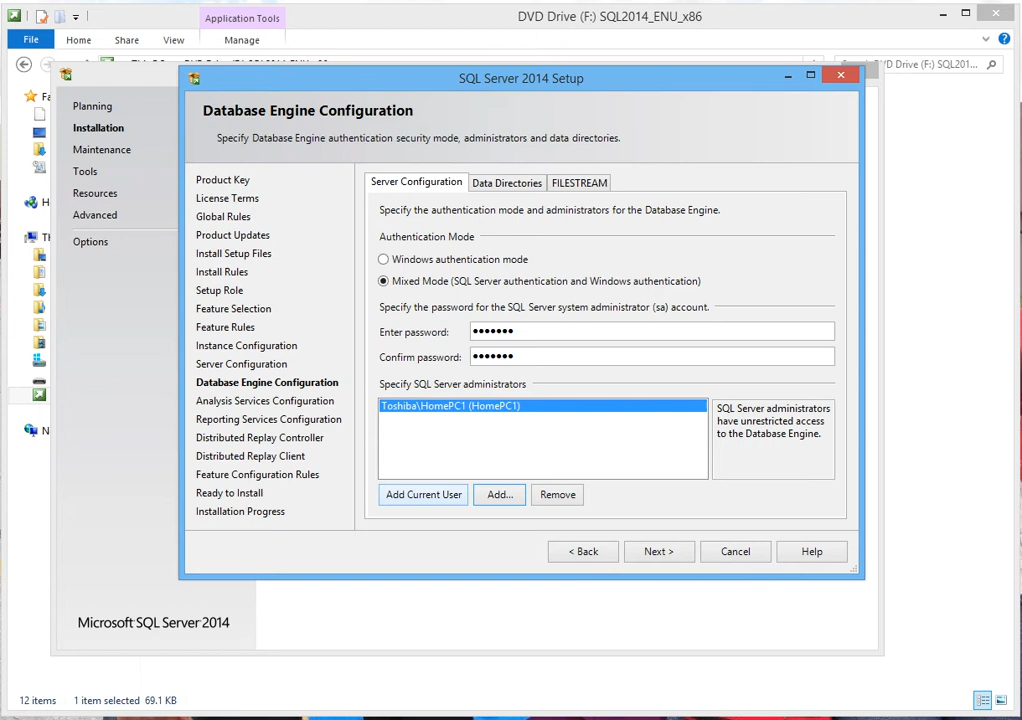 Application Tools
DVD Drive (F:) SQL2014_ENU_x86
File
Home
Share
View
Manage
DVD Drive (F:) SQL201...
SQL Server 2014 Setup
Planning
Installation
Maintenance
Tools
Resources
Advanced
Options
Microsoft SQL Server 2014
Database Engine Configuration
Specify Database Engine authentication security mode, administrators and data directories.
Product Key
License Terms
Global Rules
Product Updates
Install Setup Files
Install Rules
Setup Role
Feature Selection
Feature Rules
Instance Configuration
Server Configuration
Database Engine Configuration
Analysis Services Configuration
Reporting Services Configuration
Distributed Replay Controller
Distributed Replay Client
Feature Configuration Rules
Ready to Install
Installation Progress
Server Configuration
Data Directories
FILESTREAM
Specify the authentication mode and administrators for the Database Engine.
Authentication Mode
Windows authentication mode
Mixed Mode (SQL Server authentication and Windows authentication)
Specify the password for the SQL Server system administrator (sa) account.
Enter password:
●●●●●●●
Confirm password:
●●●●●●●
Specify SQL Server administrators
Toshiba\HomePC1 (HomePC1)
SQL Server administrators
have unrestricted access
to the Database Engine.
Add Current User
Add...
Remove
< Back
Next >
Cancel
Help
12 items
1 item selected 69.1 KB